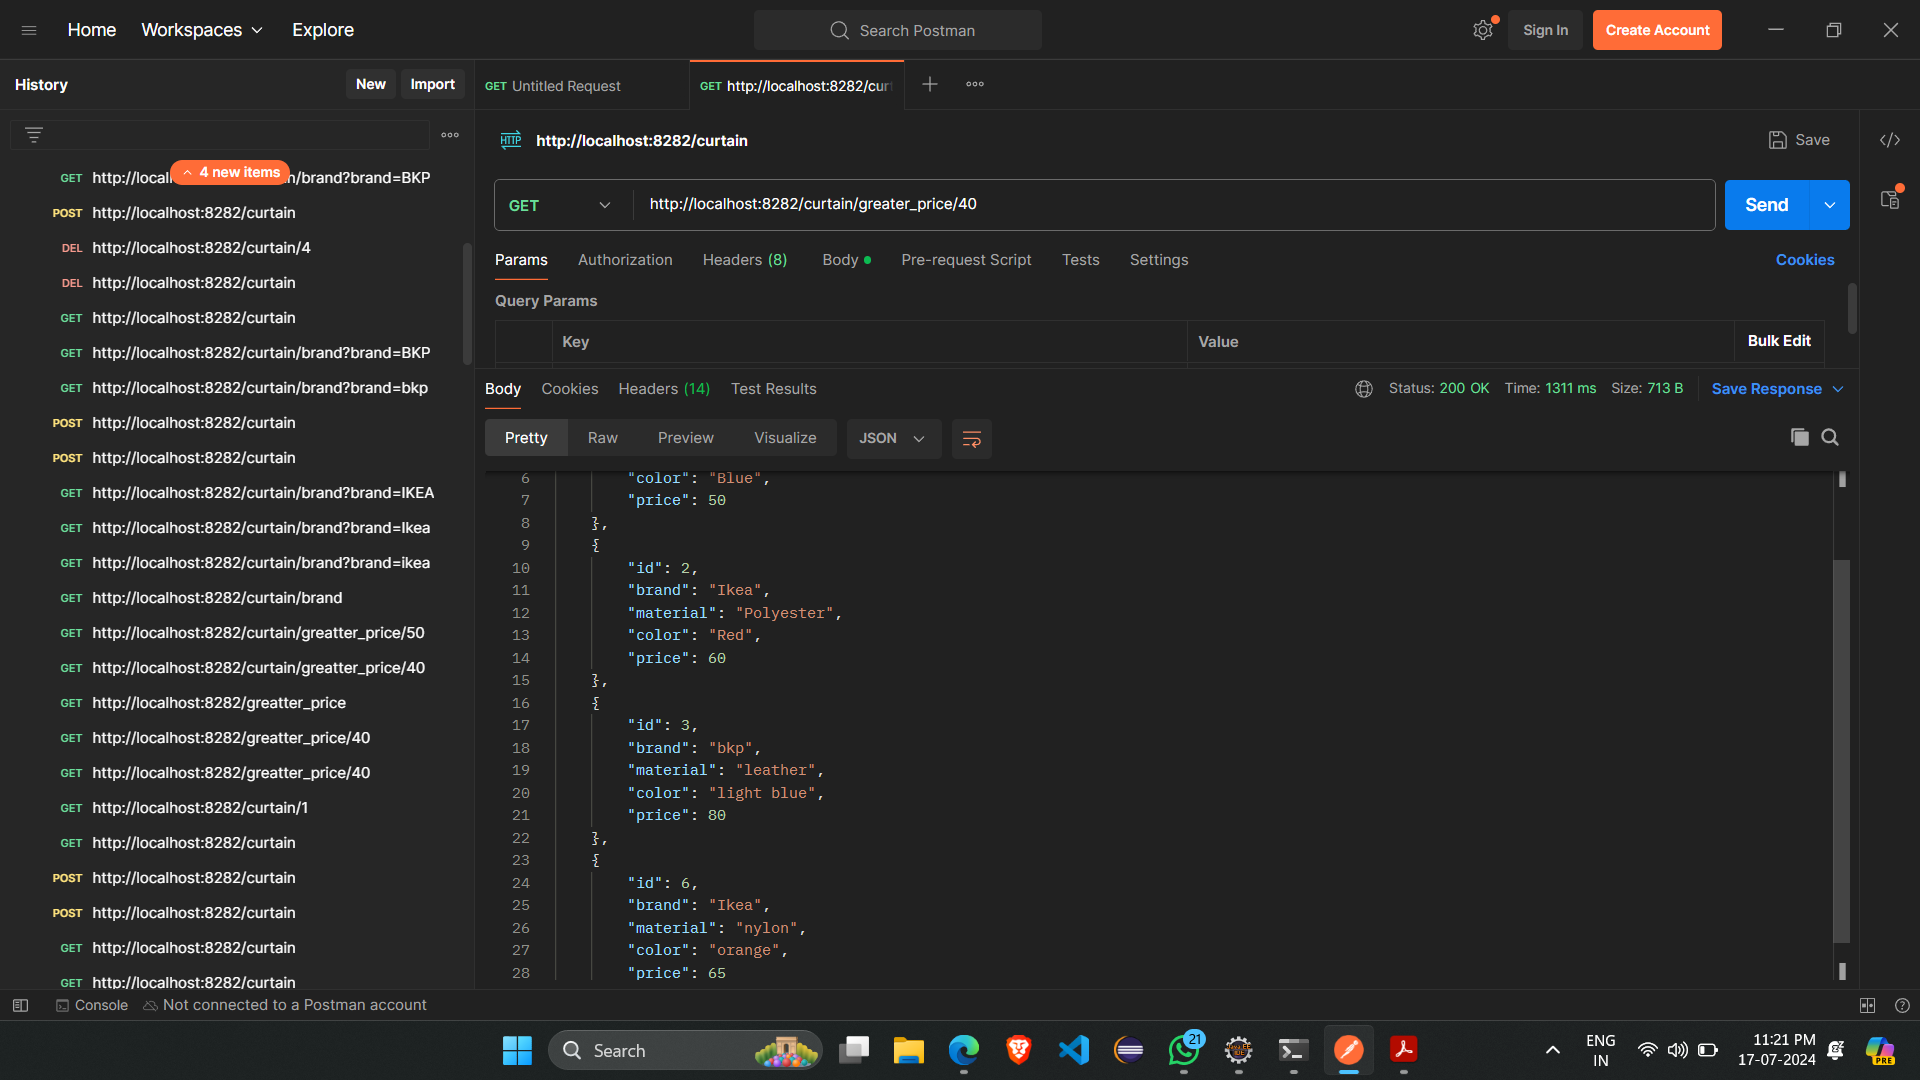 Home Workspaces Explore Search Postman Sign In Create Account
History New Import GET Untitled Request GET http://localhost:8282/cur
HTTP http://localhost:8282/curtain Save
4 new items
GET http://locall n/brand?brand=BKP
POST http://localhost:8282/curtain
DEL http://localhost:8282/curtain/4
DEL http://localhost:8282/curtain
GET http://localhost:8282/curtain
GET http://localhost:8282/curtain/brand?brand=BKP
GET http://localhost:8282/curtain/brand?brand=bkp
POST http://localhost:8282/curtain
POST http://localhost:8282/curtain
GET http://localhost:8282/curtain/brand?brand=IKEA
GET http://localhost:8282/curtain/brand?brand=Ikea
GET http://localhost:8282/curtain/brand?brand=ikea
GET http://localhost:8282/curtain/brand
GET http://localhost:8282/curtain/greatter_price/50
GET http://localhost:8282/curtain/greatter_price/40
GET http://localhost:8282/greatter_price
GET http://localhost:8282/greatter_price/40
GET http://localhost:8282/greatter_price/40
GET http://localhost:8282/curtain/1
GET http://localhost:8282/curtain
POST http://localhost:8282/curtain
POST http://localhost:8282/curtain
GET http://localhost:8282/curtain
GET http://localhost:8282/curtain
GET http://localhost:8282/curtain/greater_price/40 Send
Params Authorization Headers (8) Body Pre-request Script Tests Settings Cookies
Query Params
Key Value Bulk Edit
Body Cookies Headers (14) Test Results Status: 200 OK Time: 1311 ms Size: 713 B Save Response
Pretty Raw Preview Visualize JSON
6 "color": "Blue",
7 "price": 50
8 },
9 {
10 "id": 2,
11 "brand": "Ikea",
12 "material": "Polyester",
13 "color": "Red",
14 "price": 60
15 },
16 {
17 "id": 3,
18 "brand": "bkp",
19 "material": "leather",
20 "color": "light blue",
21 "price": 80
22 },
23 {
24 "id": 6,
25 "brand": "Ikea",
26 "material": "nylon",
27 "color": "orange",
28 "price": 65
Console Not connected to a Postman account
Search 21 PRE
ENG
IN
11:21 PM
17-07-2024